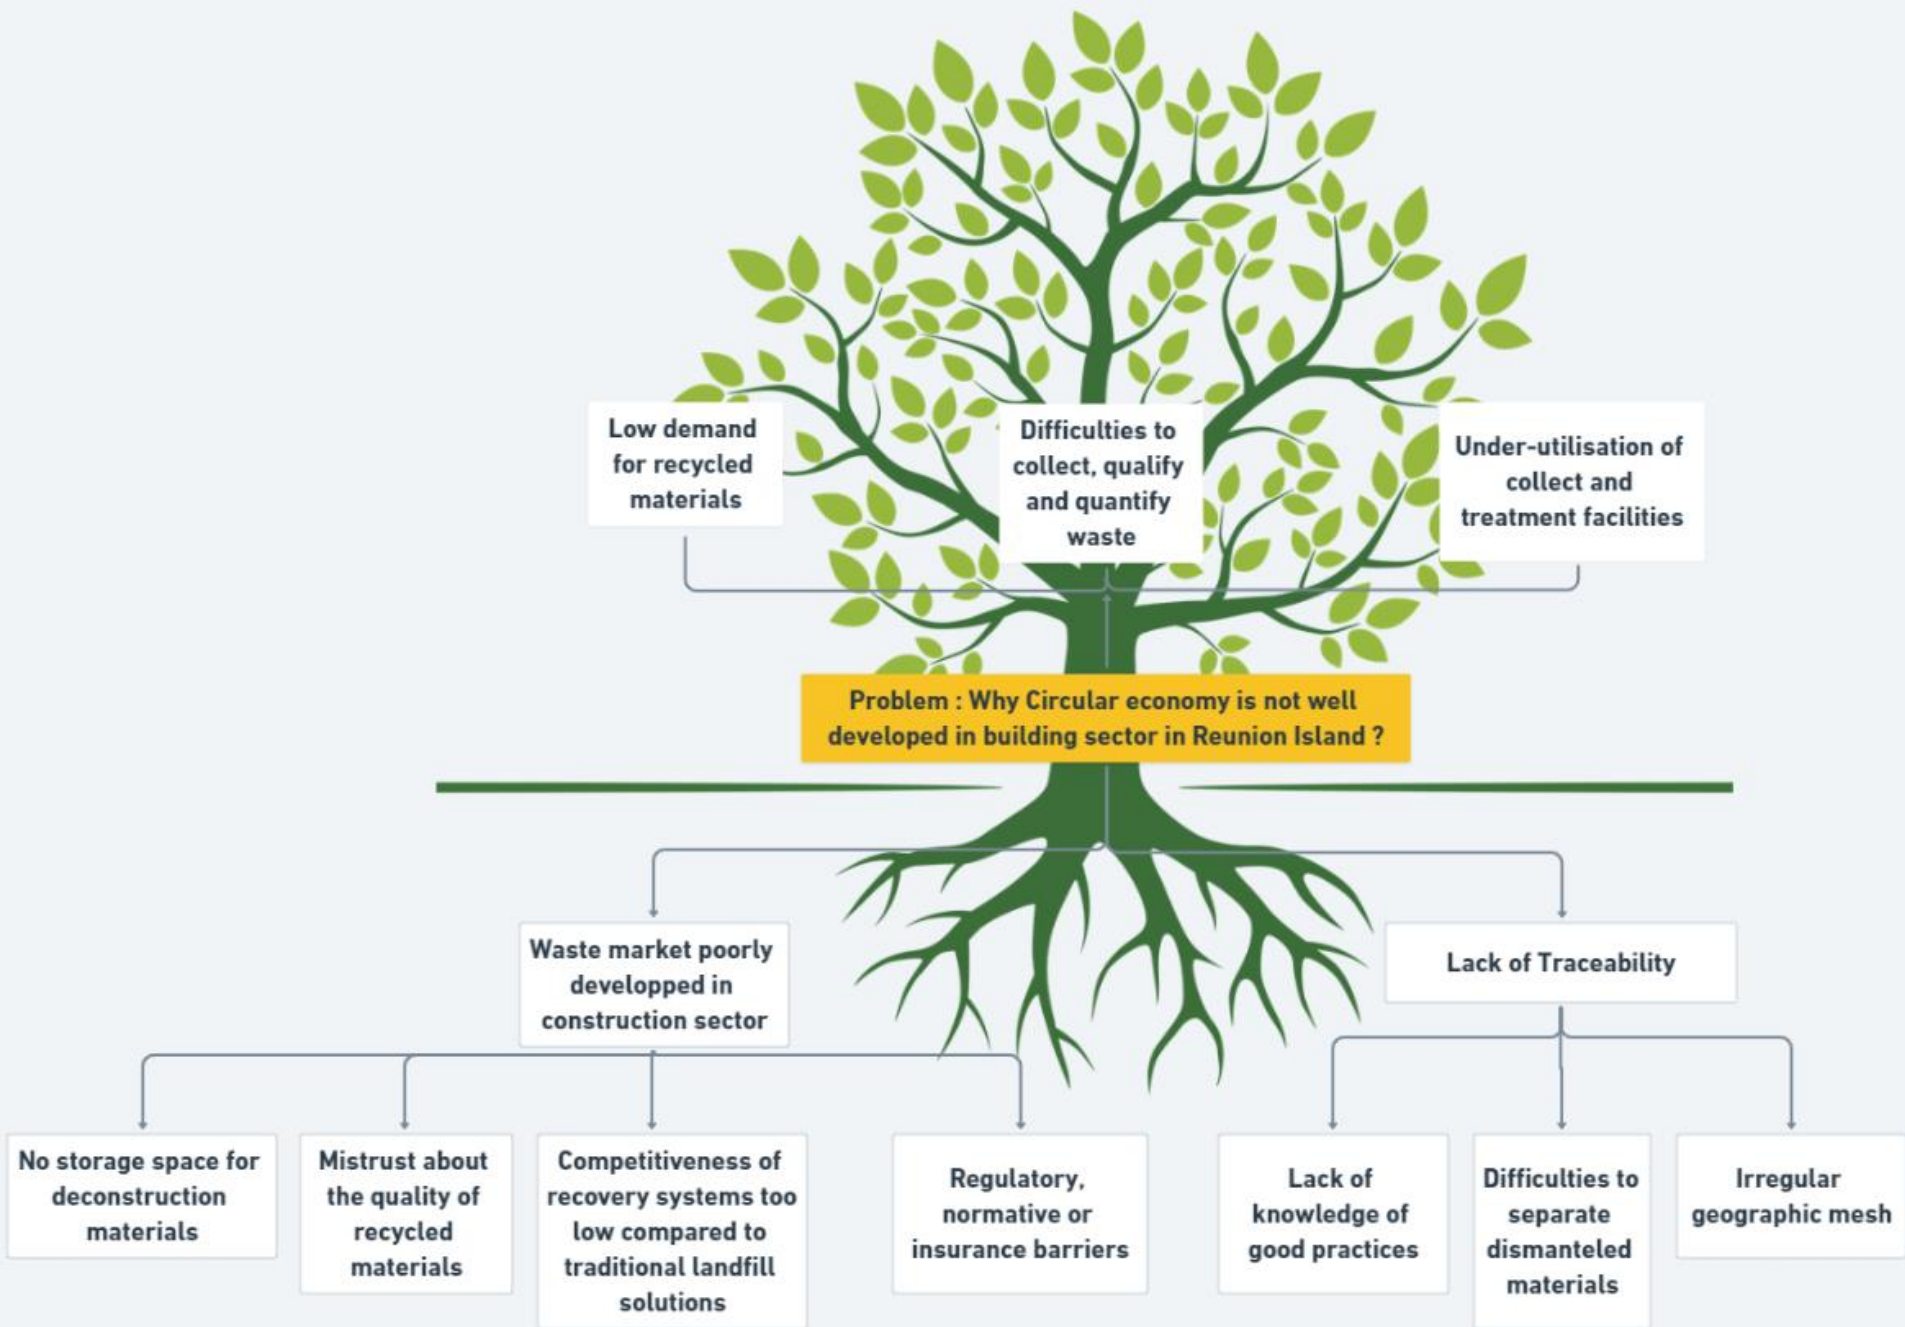 Low demand
for recycled
materials
Difficulties to
collect, qualify
and quantify
waste
Under-utilisation of
collect and
treatment facilities
Problem : Why Circular economy is not well
developed in building sector in Reunion Island ?
Waste market poorly
developped in
construction sector
Lack of Traceability
No storage space for
deconstruction
materials
Mistrust about
the quality of
recycled
materials
Competitiveness of
recovery systems too
low compared to
traditional landfill
solutions
Regulatory,
normative or
insurance barriers
Lack of
knowledge of
good practices
Difficulties to
separate
dismanteled
materials
Irregular
geographic mesh